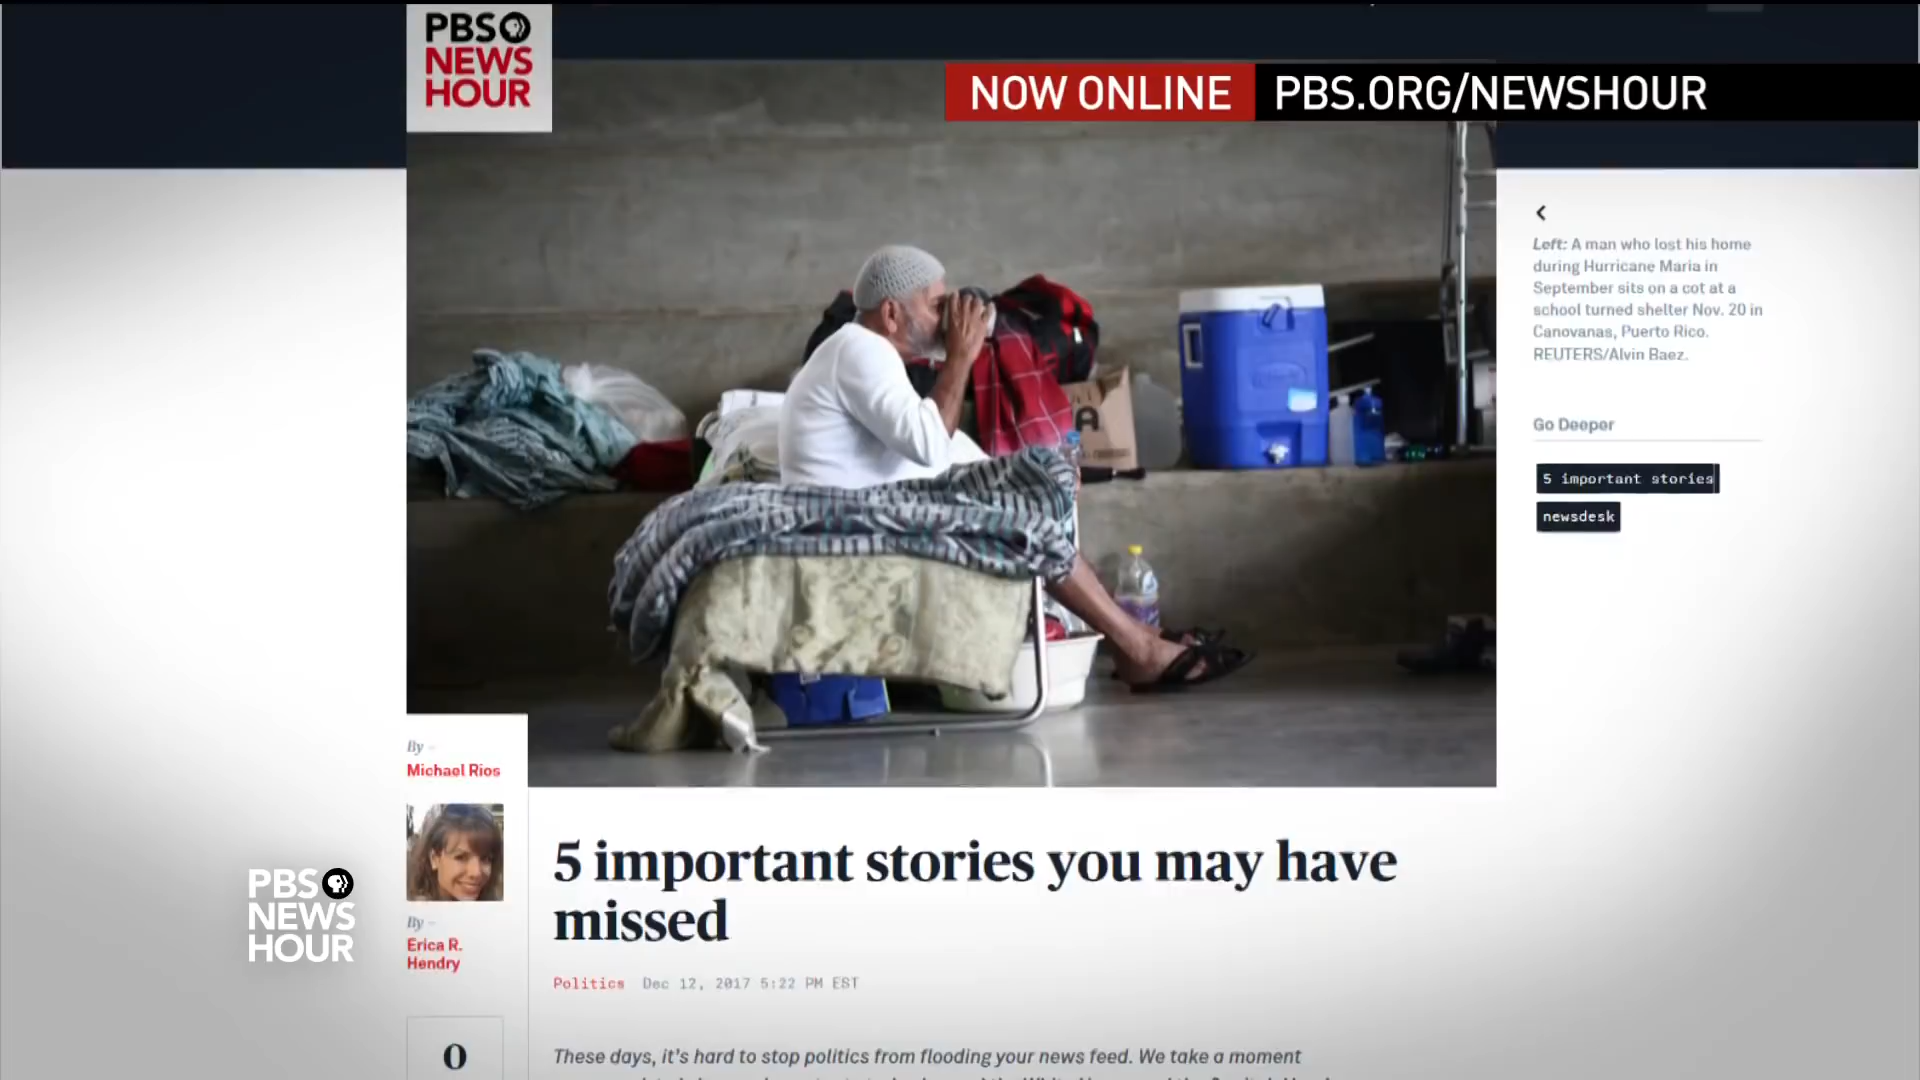 PBS
NEWS
HOUR
NOW ONLINE PBS.ORG/NEWSHOUR
Left: A man who lost his home
during Hurricane Maria in
September sits on a cot at a
school turned shelter Nov. 20 in
Canovanas, Puerto Rico.
REUTERS/Alvin Baez.
Go Deeper
5 important stories
newsdesk
A
By –
Michael Rios
By –
Erica R.
Hendry
0
PBS
NEWS
HOUR
5 important stories you may have
missed
Politics Dec 12, 2017 5:22 PM EST
These days, it's hard to stop politics from flooding your news feed. We take a moment